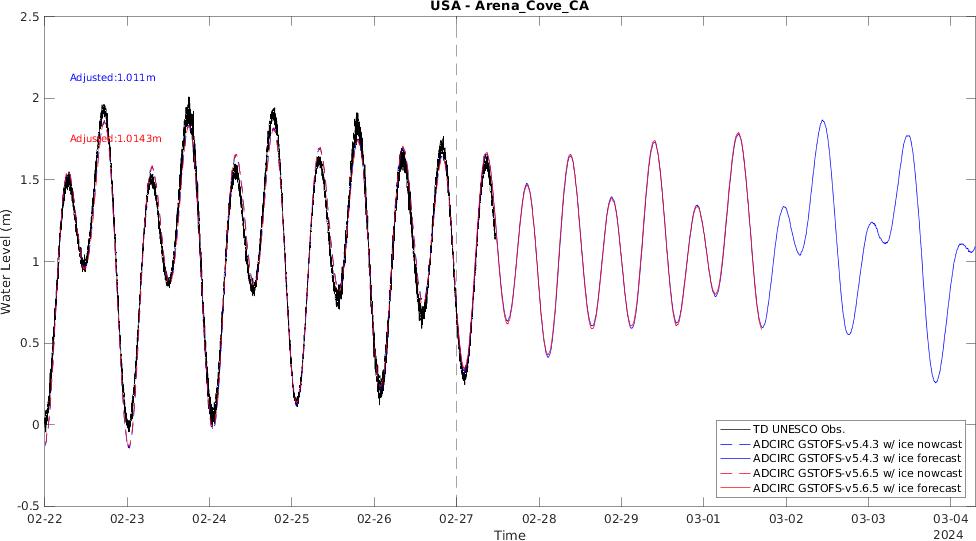 USA - Arena_Cove_CA
2.5
Adjusted:1.011m
2
Adjusted:1.0143m
1.5
Water Level (m)
1
0.5
0
-0.5
TD UNESCO Obs.
ADCIRC GSTOFS-v5.4.3 w/ ice nowcast
ADCIRC GSTOFS-v5.4.3 w/ ice forecast
ADCIRC GSTOFS-v5.6.5 w/ ice nowcast
ADCIRC GSTOFS-v5.6.5 w/ ice forecast
02-22 02-23 02-24 02-25 02-26 02-27 02-28 02-29 03-01 03-02 03-03 03-04
Time 2024